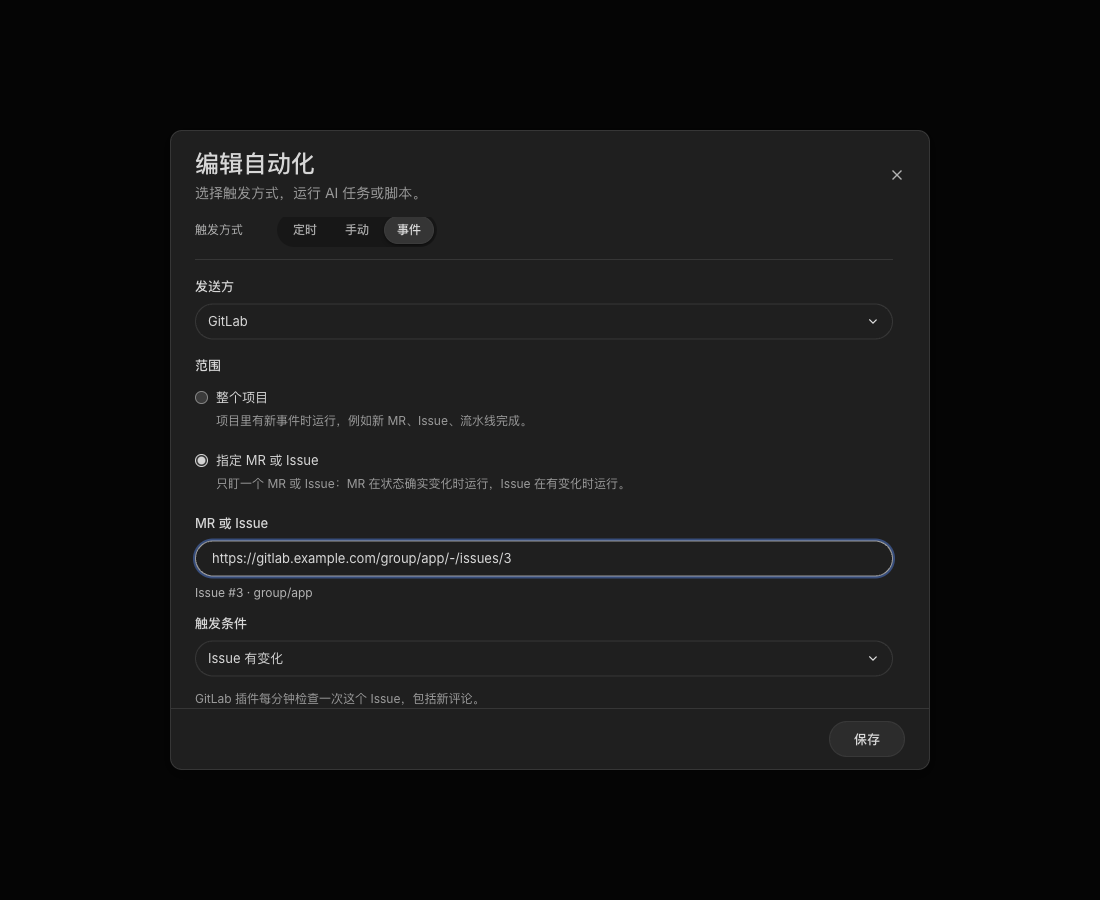 编辑自动化
选择触发方式，运行 AI 任务或脚本。
触发方式 定时 手动 事件
发送方
GitLab
范围
整个项目
项目里有新事件时运行，例如新 MR、Issue、流水线完成。
指定 MR 或 Issue
只盯一个 MR 或 Issue：MR 在状态确实变化时运行，Issue 在有变化时运行。
MR 或 Issue
https://gitlab.example.com/group/app/-/issues/3
Issue #3 · group/app
触发条件
Issue 有变化
GitLab 插件每分钟检查一次这个 Issue，包括新评论。
保存